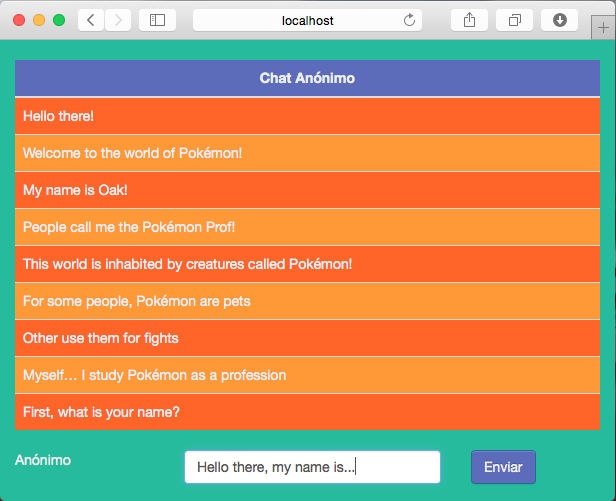 localhost
Chat Anónimo
Hello there!
Welcome to the world of Pokémon!
My name is Oak!
People call me the Pokémon Prof!
This world is inhabited by creatures called Pokémon!
For some people, Pokémon are pets
Other use them for fights
Myself... I study Pokémon as a profession
First, what is your name?
Anónimo
Hello there, my name is...
Enviar